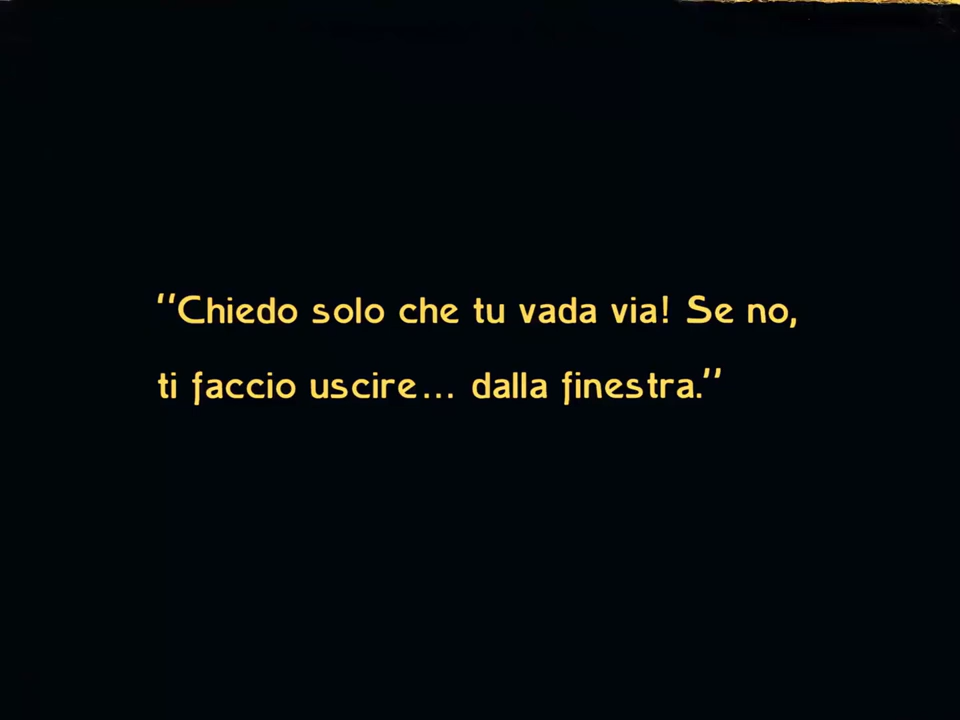 "Chiedo solo che tu vada via! Se no,
ti faccio uscire... dalla finestra."